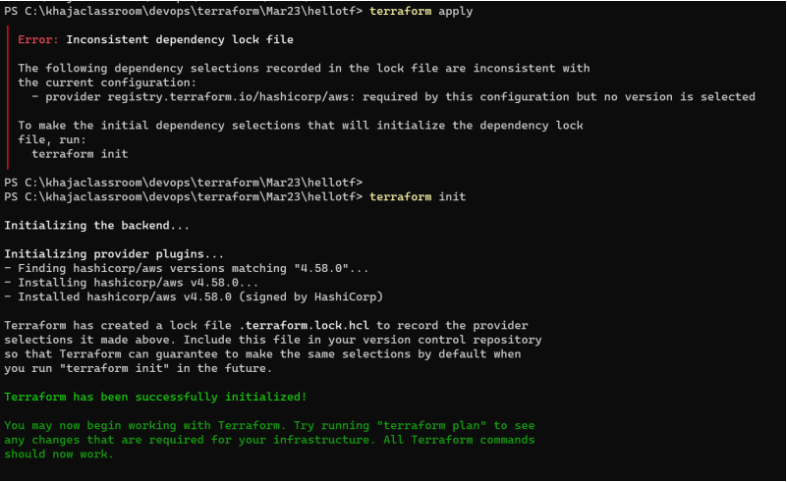 PS C:\khajaclassroom\devops\terraform\Mar23\hellotf> terraform apply
Error: Inconsistent dependency lock file
The following dependency selections recorded in the lock file are inconsistent with
the current configuration:
- provider registry.terraform.io/hashicorp/aws: required by this configuration but no version is selected
To make the initial dependency selections that will initialize the dependency lock
file, run:
terraform init
PS C:\khajaclassroom\devops\terraform\Mar23\hellotf>
PS C:\khajaclassroom\devops\terraform\Mar23\hellotf> terraform init
Initializing the backend...
Initializing provider plugins...
- Finding hashicorp/aws versions matching "4.58.0"...
- Installing hashicorp/aws v4.58.0...
- Installed hashicorp/aws v4.58.0 (signed by HashiCorp)
Terraform has created a lock file .terraform.lock.hcl to record the provider
selections it made above. Include this file in your version control repository
so that Terraform can guarantee to make the same selections by default when
you run "terraform init" in the future.
Terraform has been successfully initialized!
You may now begin working with Terraform. Try running "terraform plan" to see
any changes that are required for your infrastructure. All Terraform commands
should now work.